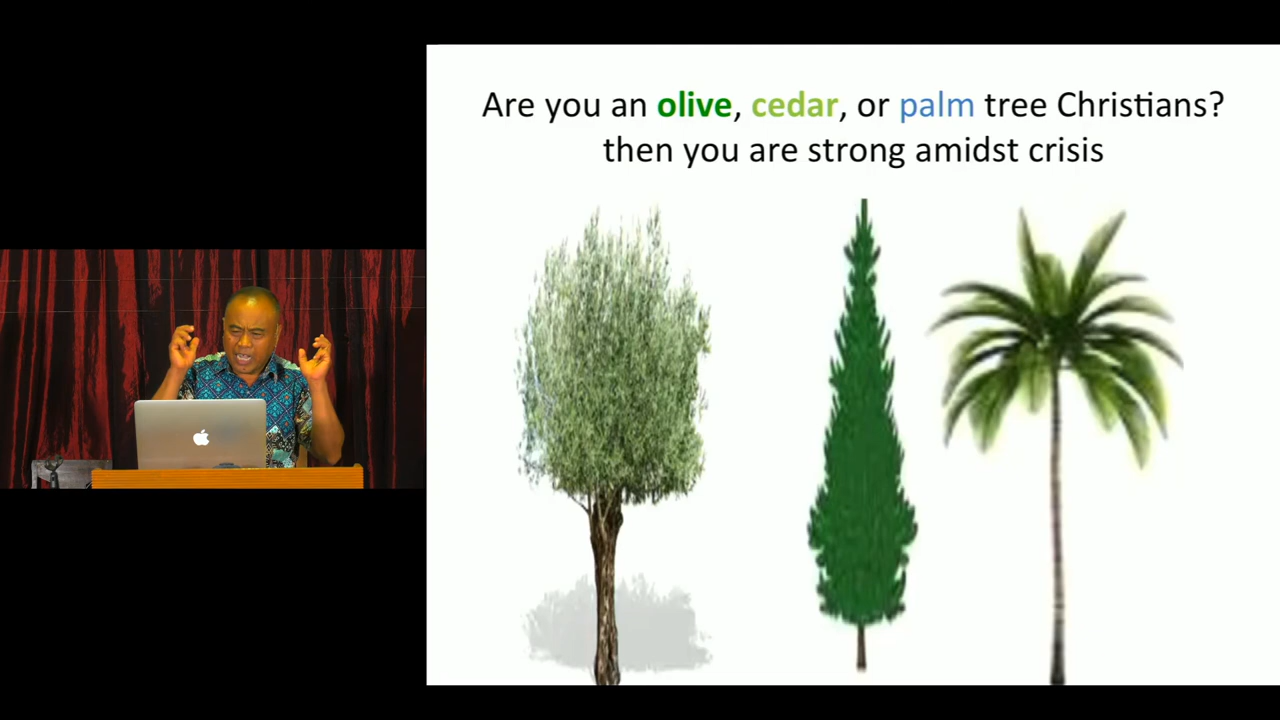 Are you an olive, cedar, or palm tree Christians?
then you are strong amidst crisis